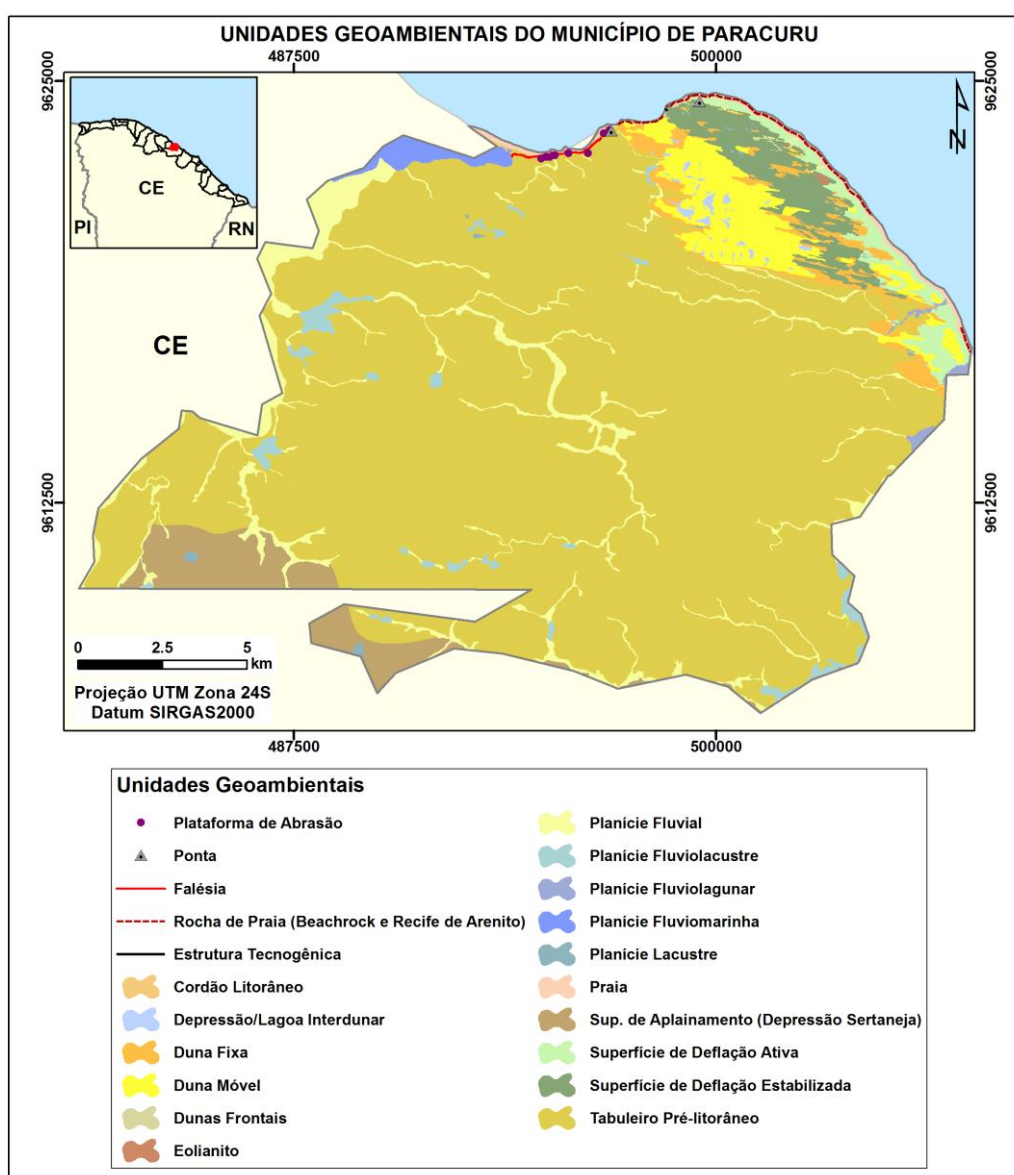 UNIDADES GEOAMBIENTAIS DO MUNICÍPIO DE PARACURU
487500
500000
9625000
9625000
N
CE
PI
RN
CE
9612500
9612500
0 2.5 5
km
Projeção UTM Zona 24S
Datum SIRGAS2000
487500
500000
Unidades Geoambientais
Plataforma de Abrasão
Ponta
Falésia
Rocha de Praia (Beachrock e Recife de Arenito)
Estrutura Tecnogênica
Cordão Litorâneo
Depressão/Lagoa Interdunar
Duna Fixa
Duna Móvel
Dunas Frontais
Eolianito
Planície Fluvial
Planície Fluviolacustre
Planície Fluviolagunar
Planície Fluviomarinha
Planície Lacustre
Praia
Sup. de Aplainamento (Depressão Sertaneja)
Superfície de Deflação Ativa
Superfície de Deflação Estabilizada
Tabuleiro Pré-litorâneo